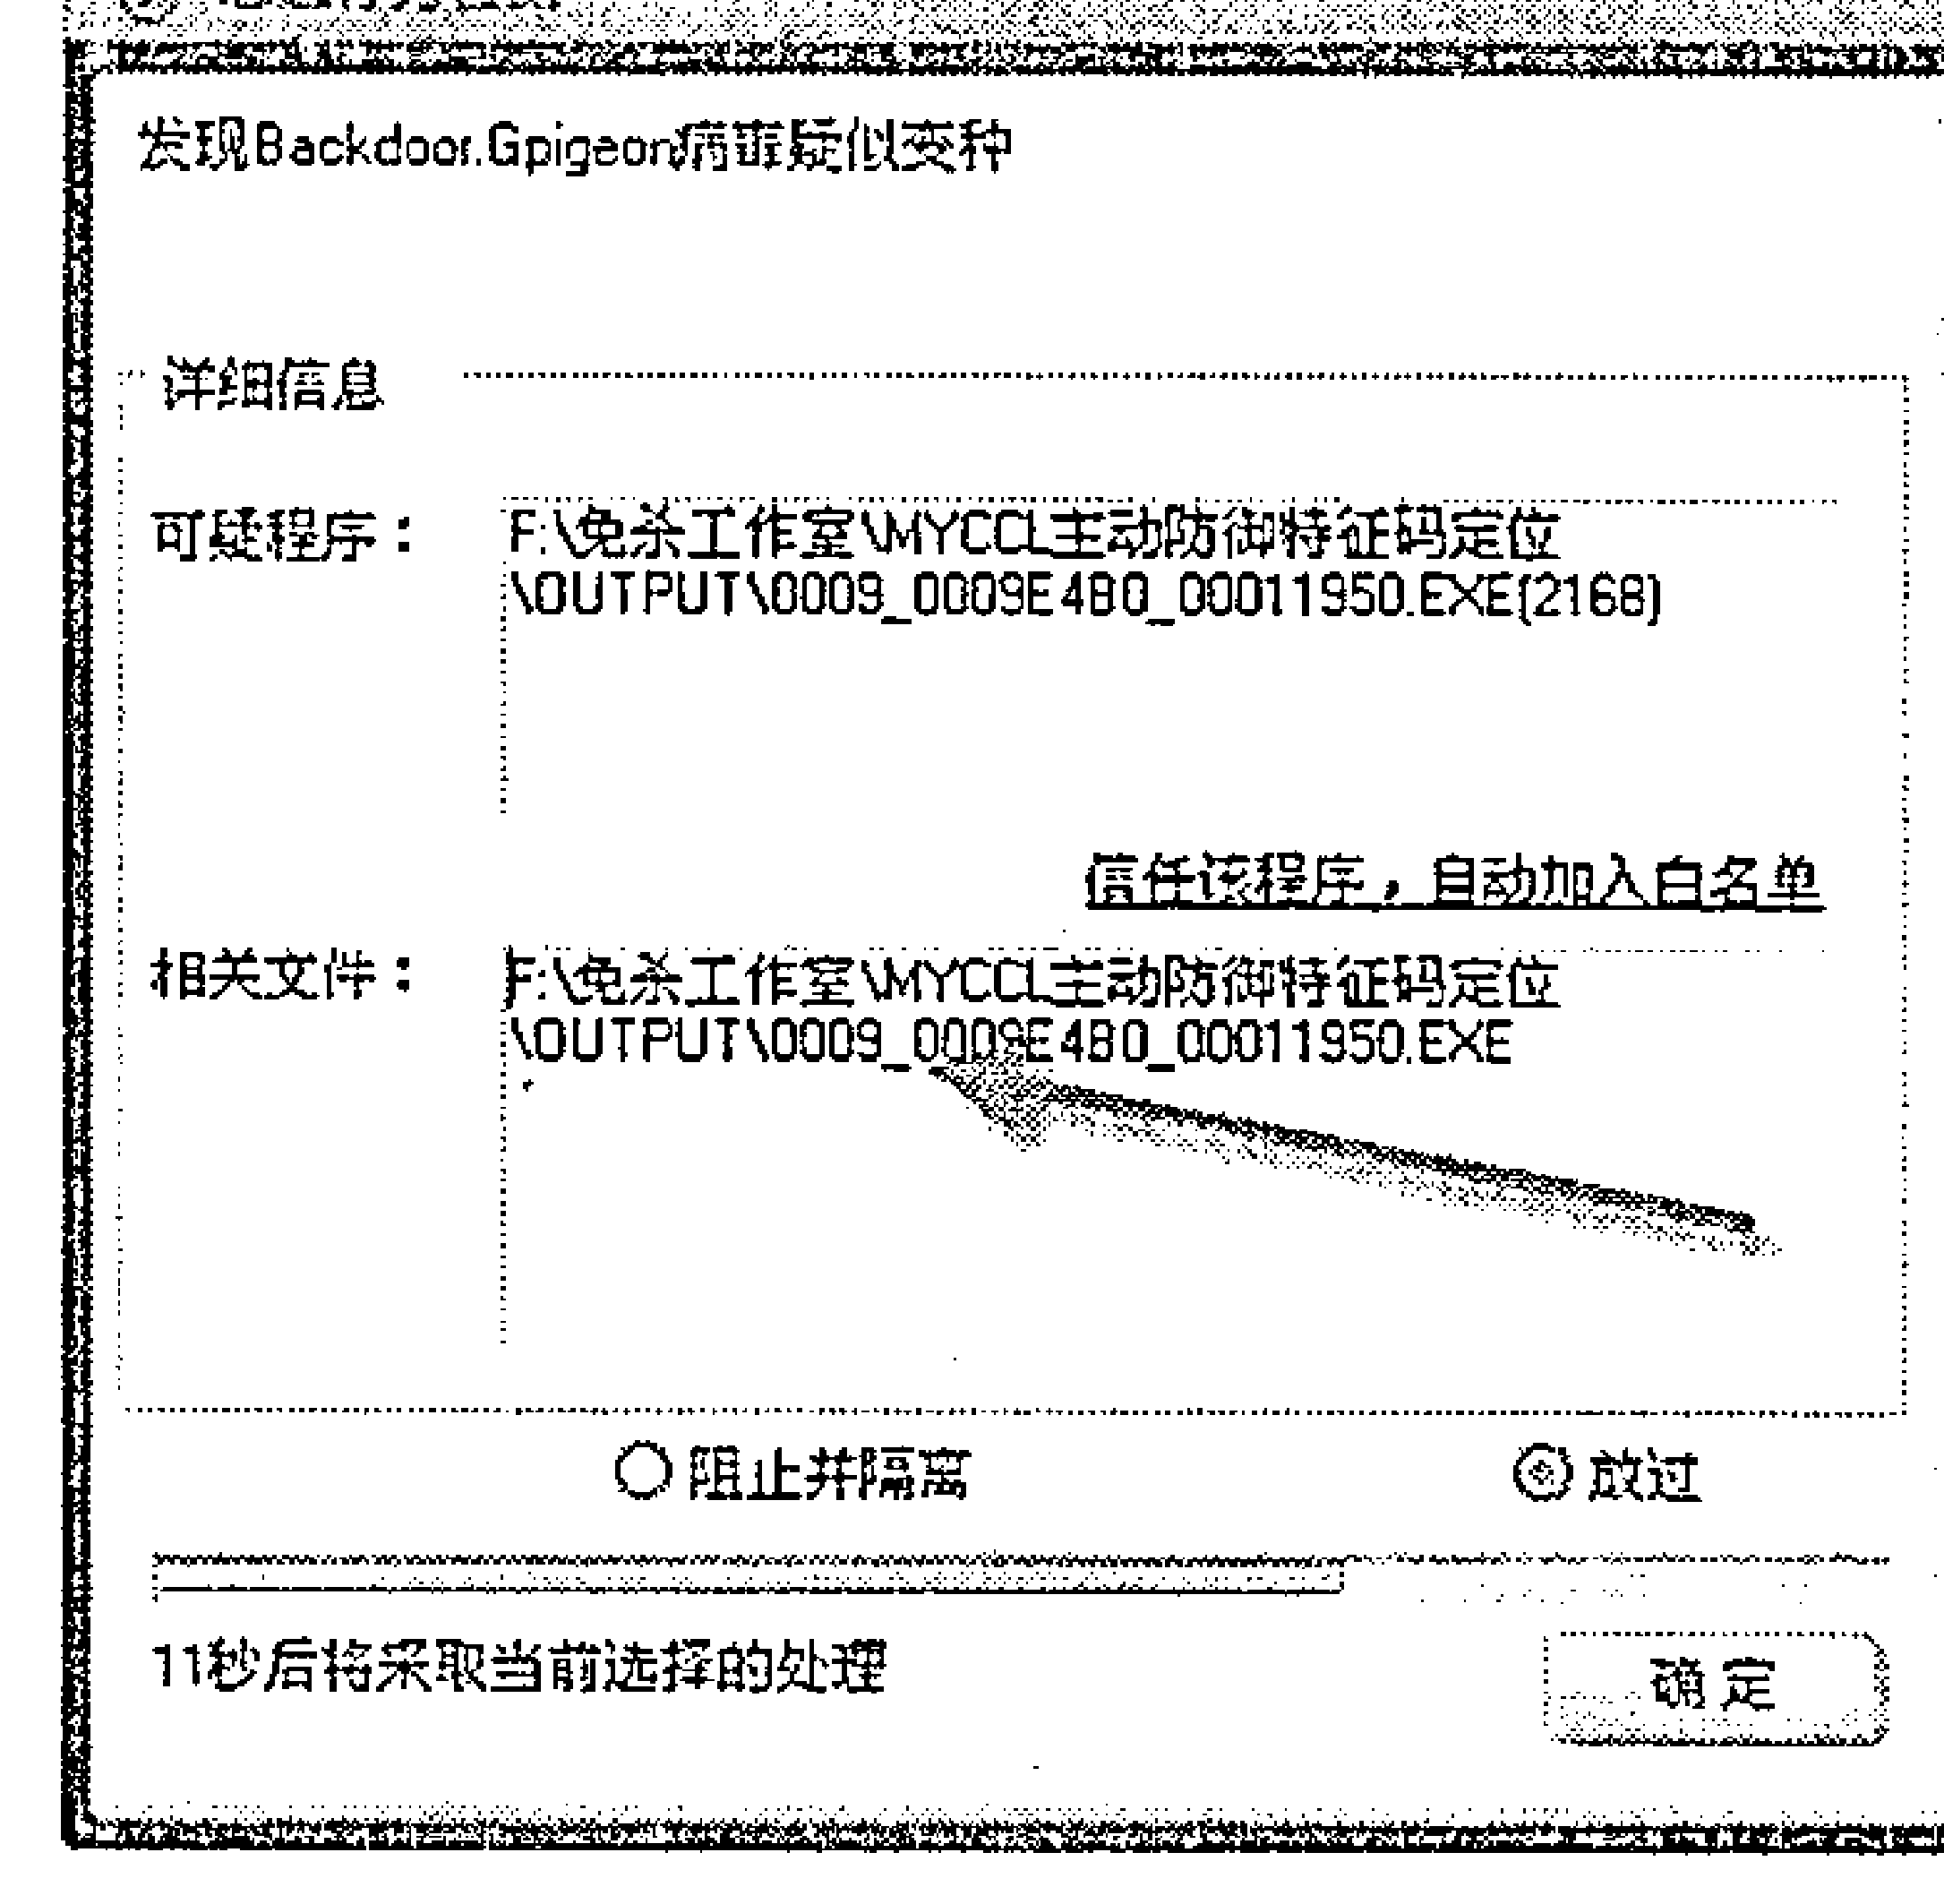 发现Backdoor.Gpigeon病毒疑似变种
详细信息
可疑程序：
F:\免杀工作室\MYCCL主动防御特征码定位
\OUTPUT\0009_0009E4B0_00011950.EXE(2168)
信任该程序，自动加入白名单
相关文件：
F:\免杀工作室\MYCCL主动防御特征码定位
\OUTPUT\0009_0009E4B0_00011950.EXE
阻止并隔离
放过
11秒后将采取当前选择的处理
确定